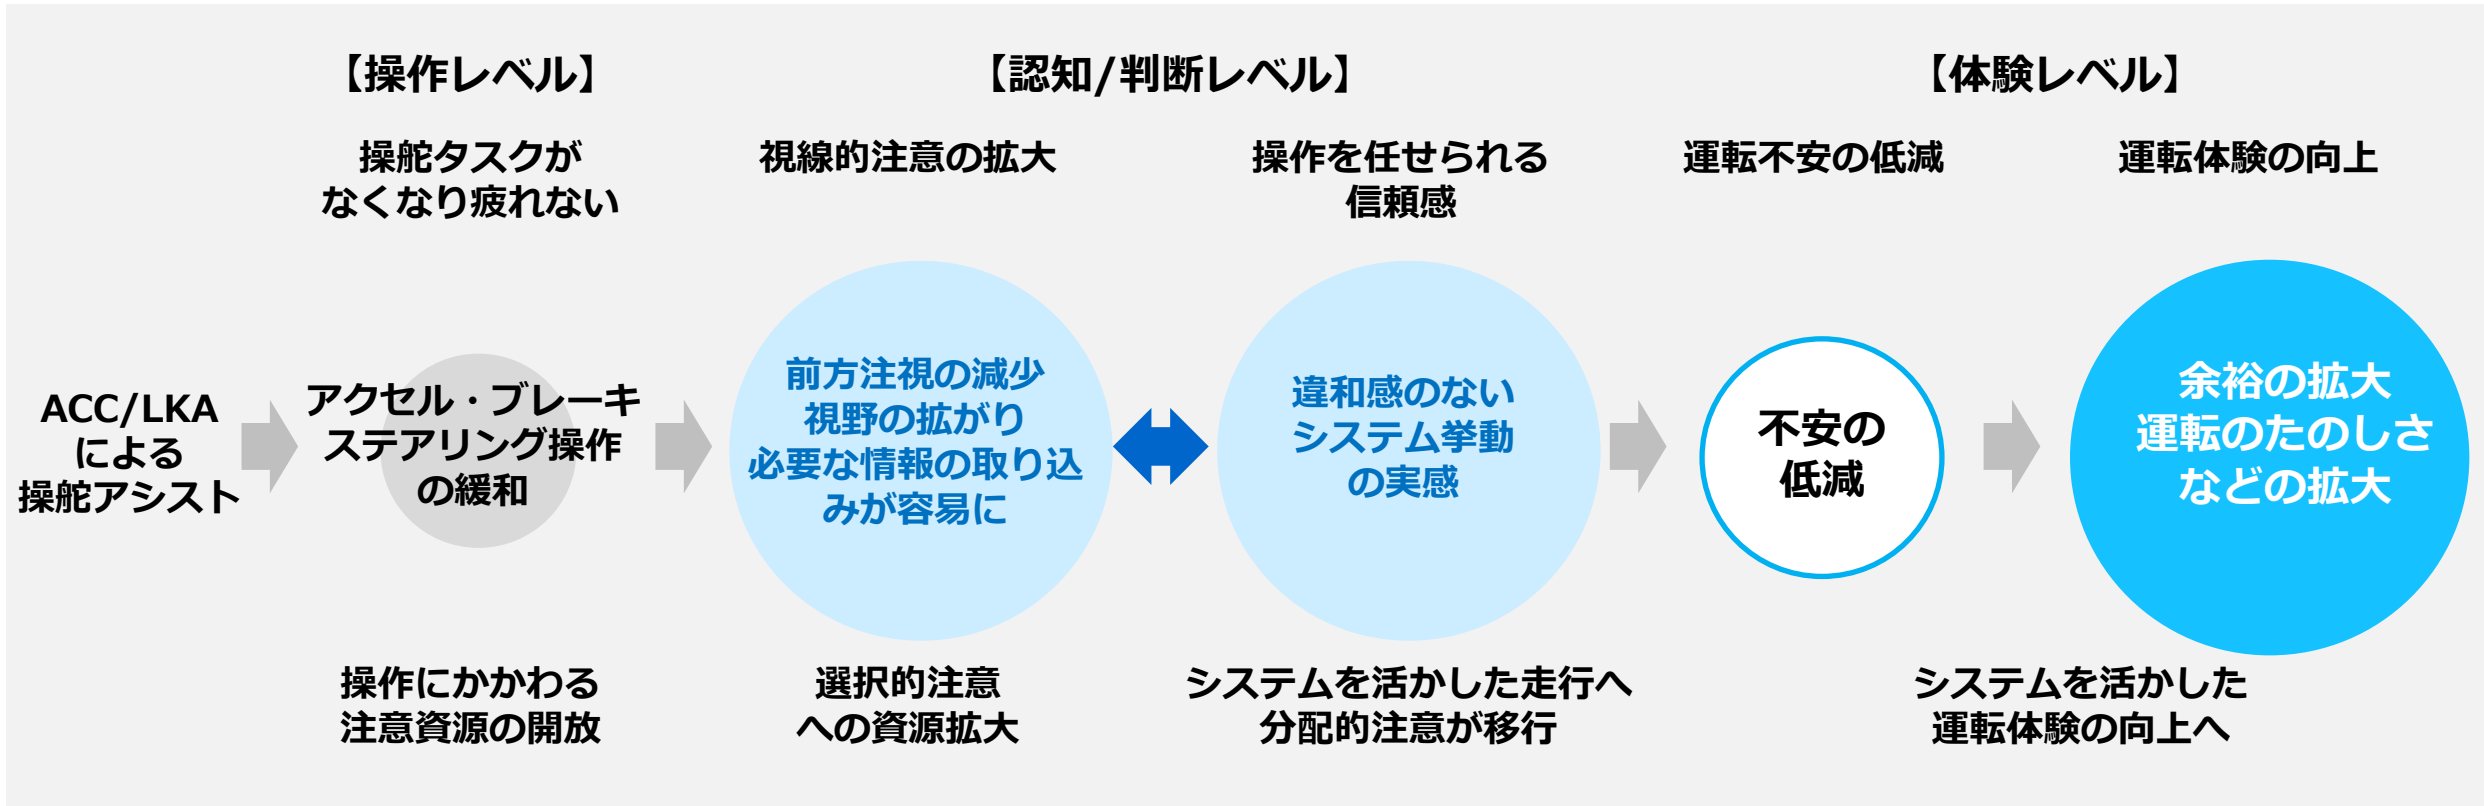 【操作レベル】
【認知/判断レベル】
【体験レベル】
操舵タスクが
なくなり疲れない
視線的注意の拡大
操作を任せられる
信頼感
運転不安の低減
運転体験の向上
ACC/LKA
による
操舵アシスト
アクセル・ブレーキ
ステアリング操作
の緩和
前方注視の減少
視野の拡がり
必要な情報の取り込
みが容易に
違和感のない
システム挙動
の実感
不安の
低減
余裕の拡大
運転のたのしさ
などの拡大
操作にかかわる
注意資源の開放
選択的注意
への資源拡大
システムを活かした走行へ
分配的注意が移行
システムを活かした
運転体験の向上へ